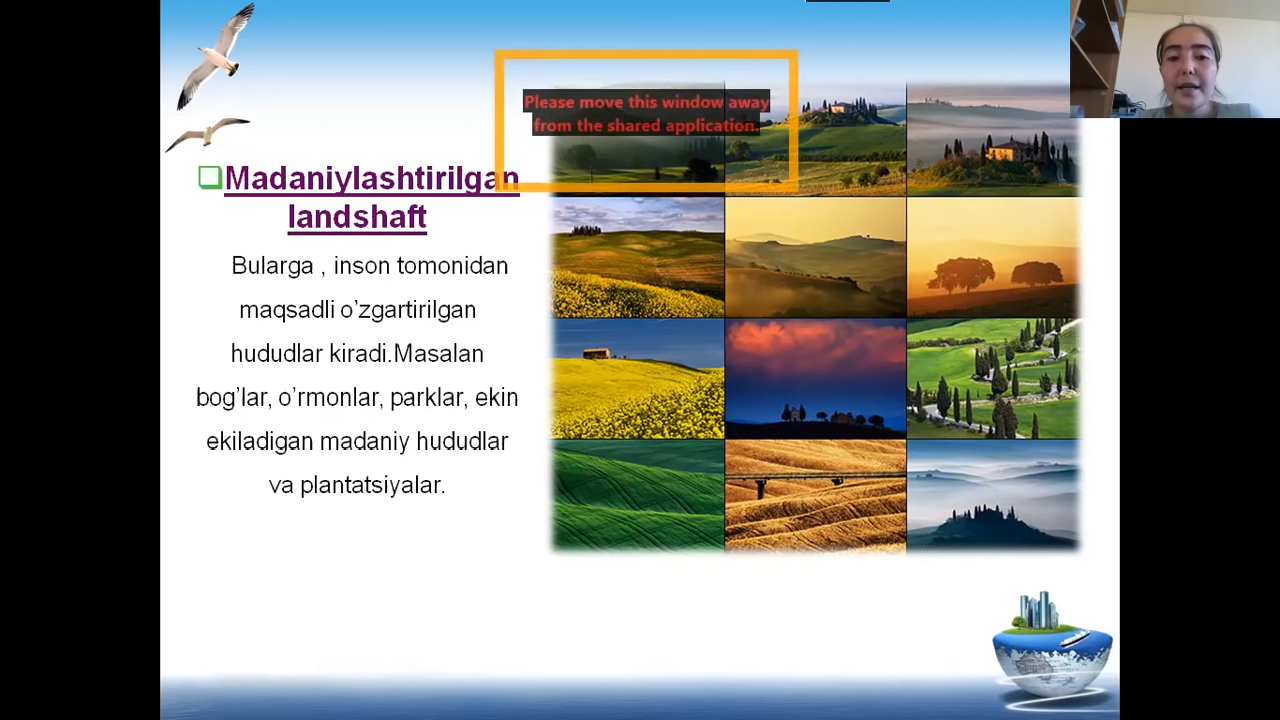 Please move this window away
from the shared application.
Madaniylashtirilgan
landshaft
Bularga , inson tomonidan
maqsadli o’zgartirilgan
hududlar kiradi.Masalan
bog’lar, o’rmonlar, parklar, ekin
ekiladigan madaniy hududlar
va plantatsiyalar.